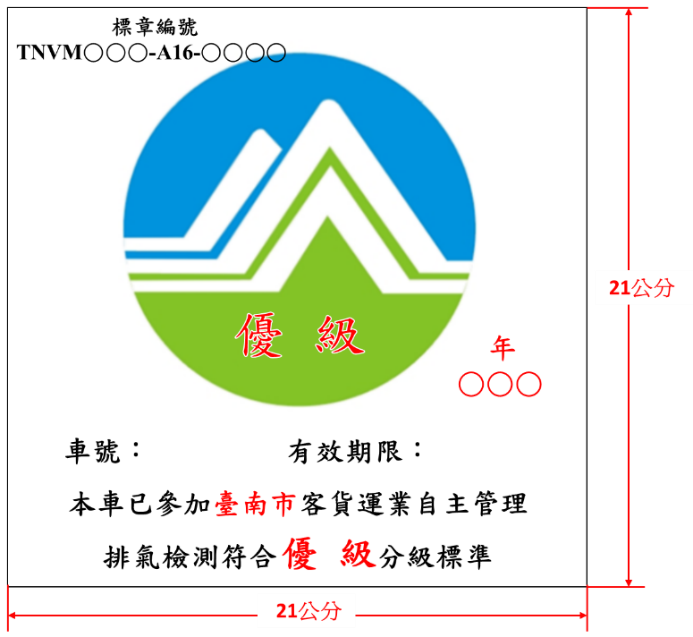 標章編號
TNVM○○○-A16-○○○○
優 級
年
○○○
21公分
車號： 有效期限：
本車已參加臺南市客貨運業自主管理
排氣檢測符合優 級分級標準
21公分